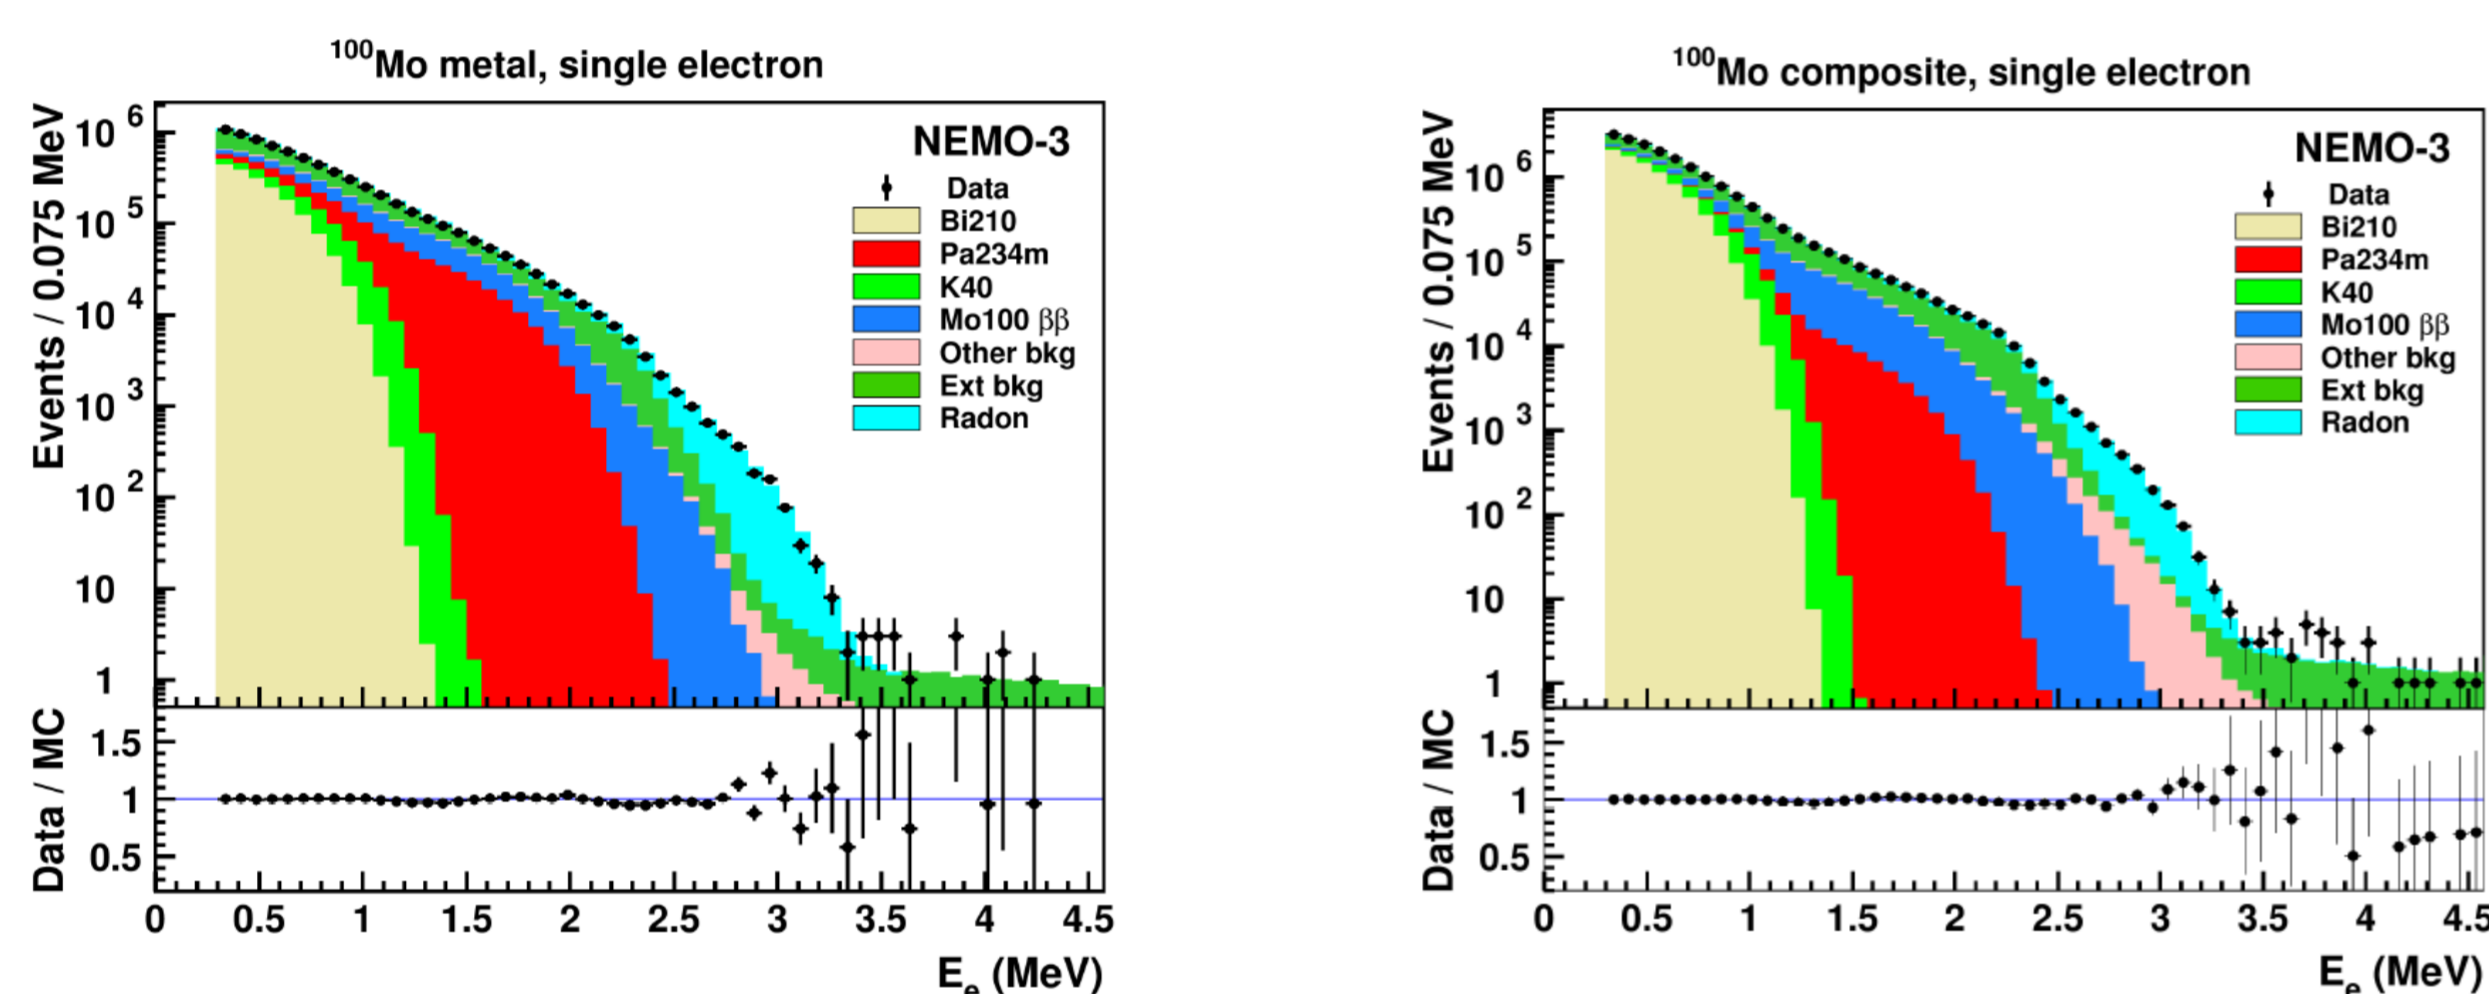 100Mo metal, single electron
Events / 0.075 MeV
10 6
10 5
10 4
10 3
10 2
10
1
NEMO-3
Data
Bi210
Pa234m
K40
Mo100 ββ
Other bkg
Ext bkg
Radon
Data / MC
1.5
1
0.5
0 0.5 1 1.5 2 2.5 3 3.5 4 4.5
Ee (MeV)
100Mo composite, single electron
Events / 0.075 MeV
10 6
10 5
10 4
10 3
10 2
10
1
NEMO-3
Data
Bi210
Pa234m
K40
Mo100 ββ
Other bkg
Ext bkg
Radon
Data / MC
1.5
1
0.5
0 0.5 1 1.5 2 2.5 3 3.5 4 4.5
Ee (MeV)